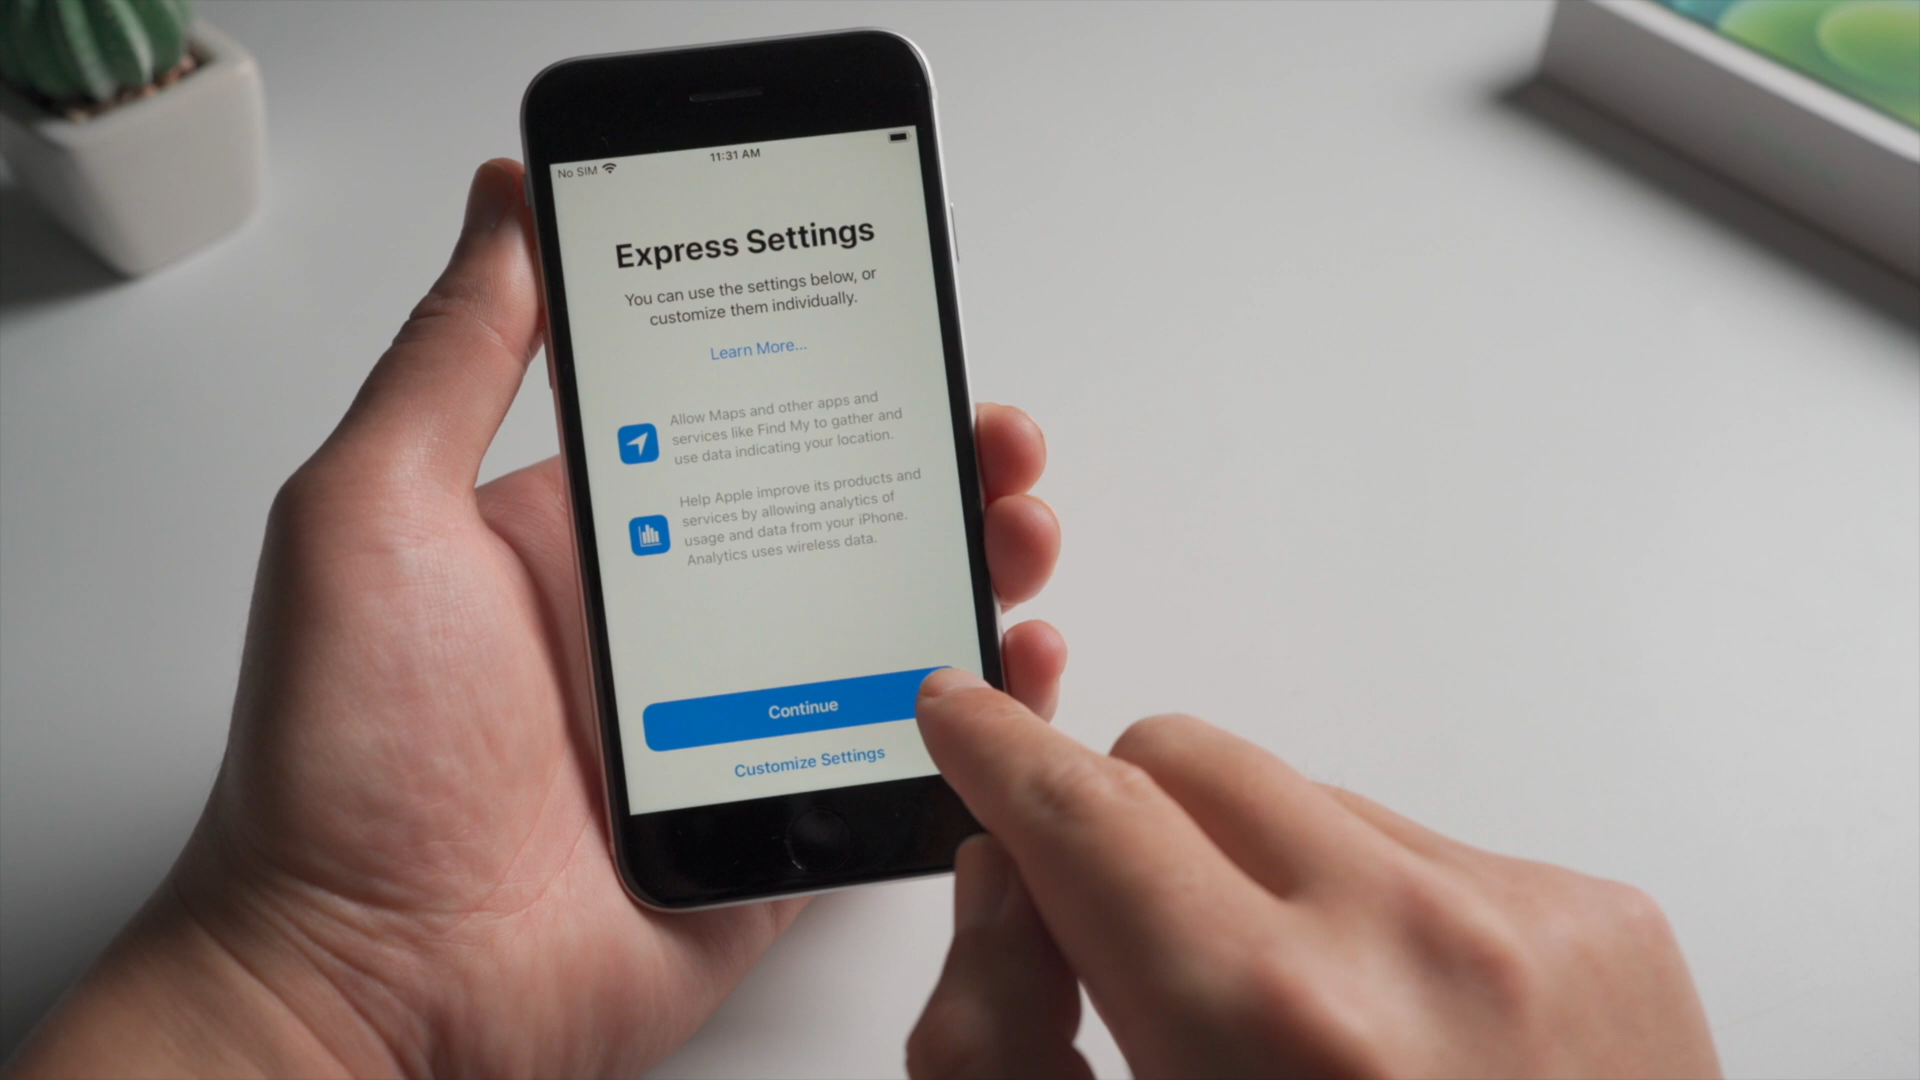 No SIM
11:31 AM
Express Settings
You can use the settings below, or
customize them individually.
Learn More...
Allow Maps and other apps and
services like Find My to gather and
use data indicating your location.
Help Apple improve its products and
services by allowing analytics of
usage and data from your iPhone.
Analytics uses wireless data.
Continue
Customize Settings